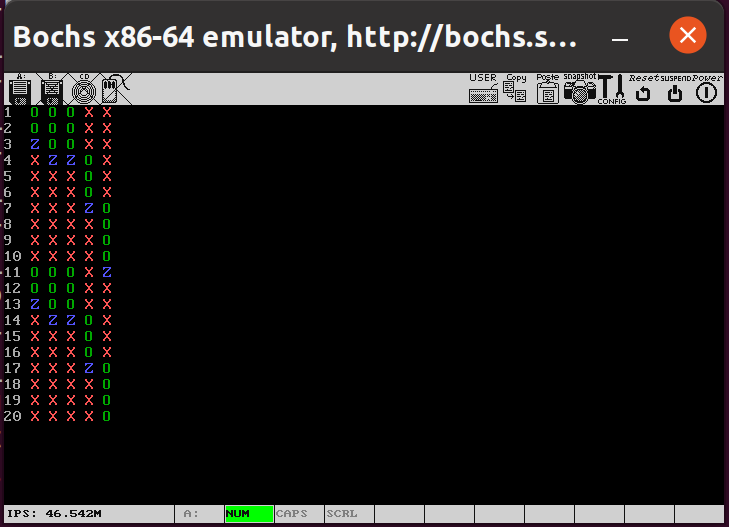 Bochs x86-64 emulator, http://bochs.s...
A: B: CD USER Copy Poste snapshot CONFIG Reset SUSPEND Power
1 O O O X X
2 O O O X X
3 Z O O X X
4 X Z Z O X
5 X X X O X
6 X X X O X
7 X X X Z O
8 X X X X O
9 X X X X O
10 X X X X O
11 O O O X Z
12 O O O X X
13 Z O O X X
14 X Z Z O X
15 X X X O X
16 X X X O X
17 X X X Z O
18 X X X X O
19 X X X X O
20 X X X X O
IPS: 46.542M A: NUM CAPS SCRL